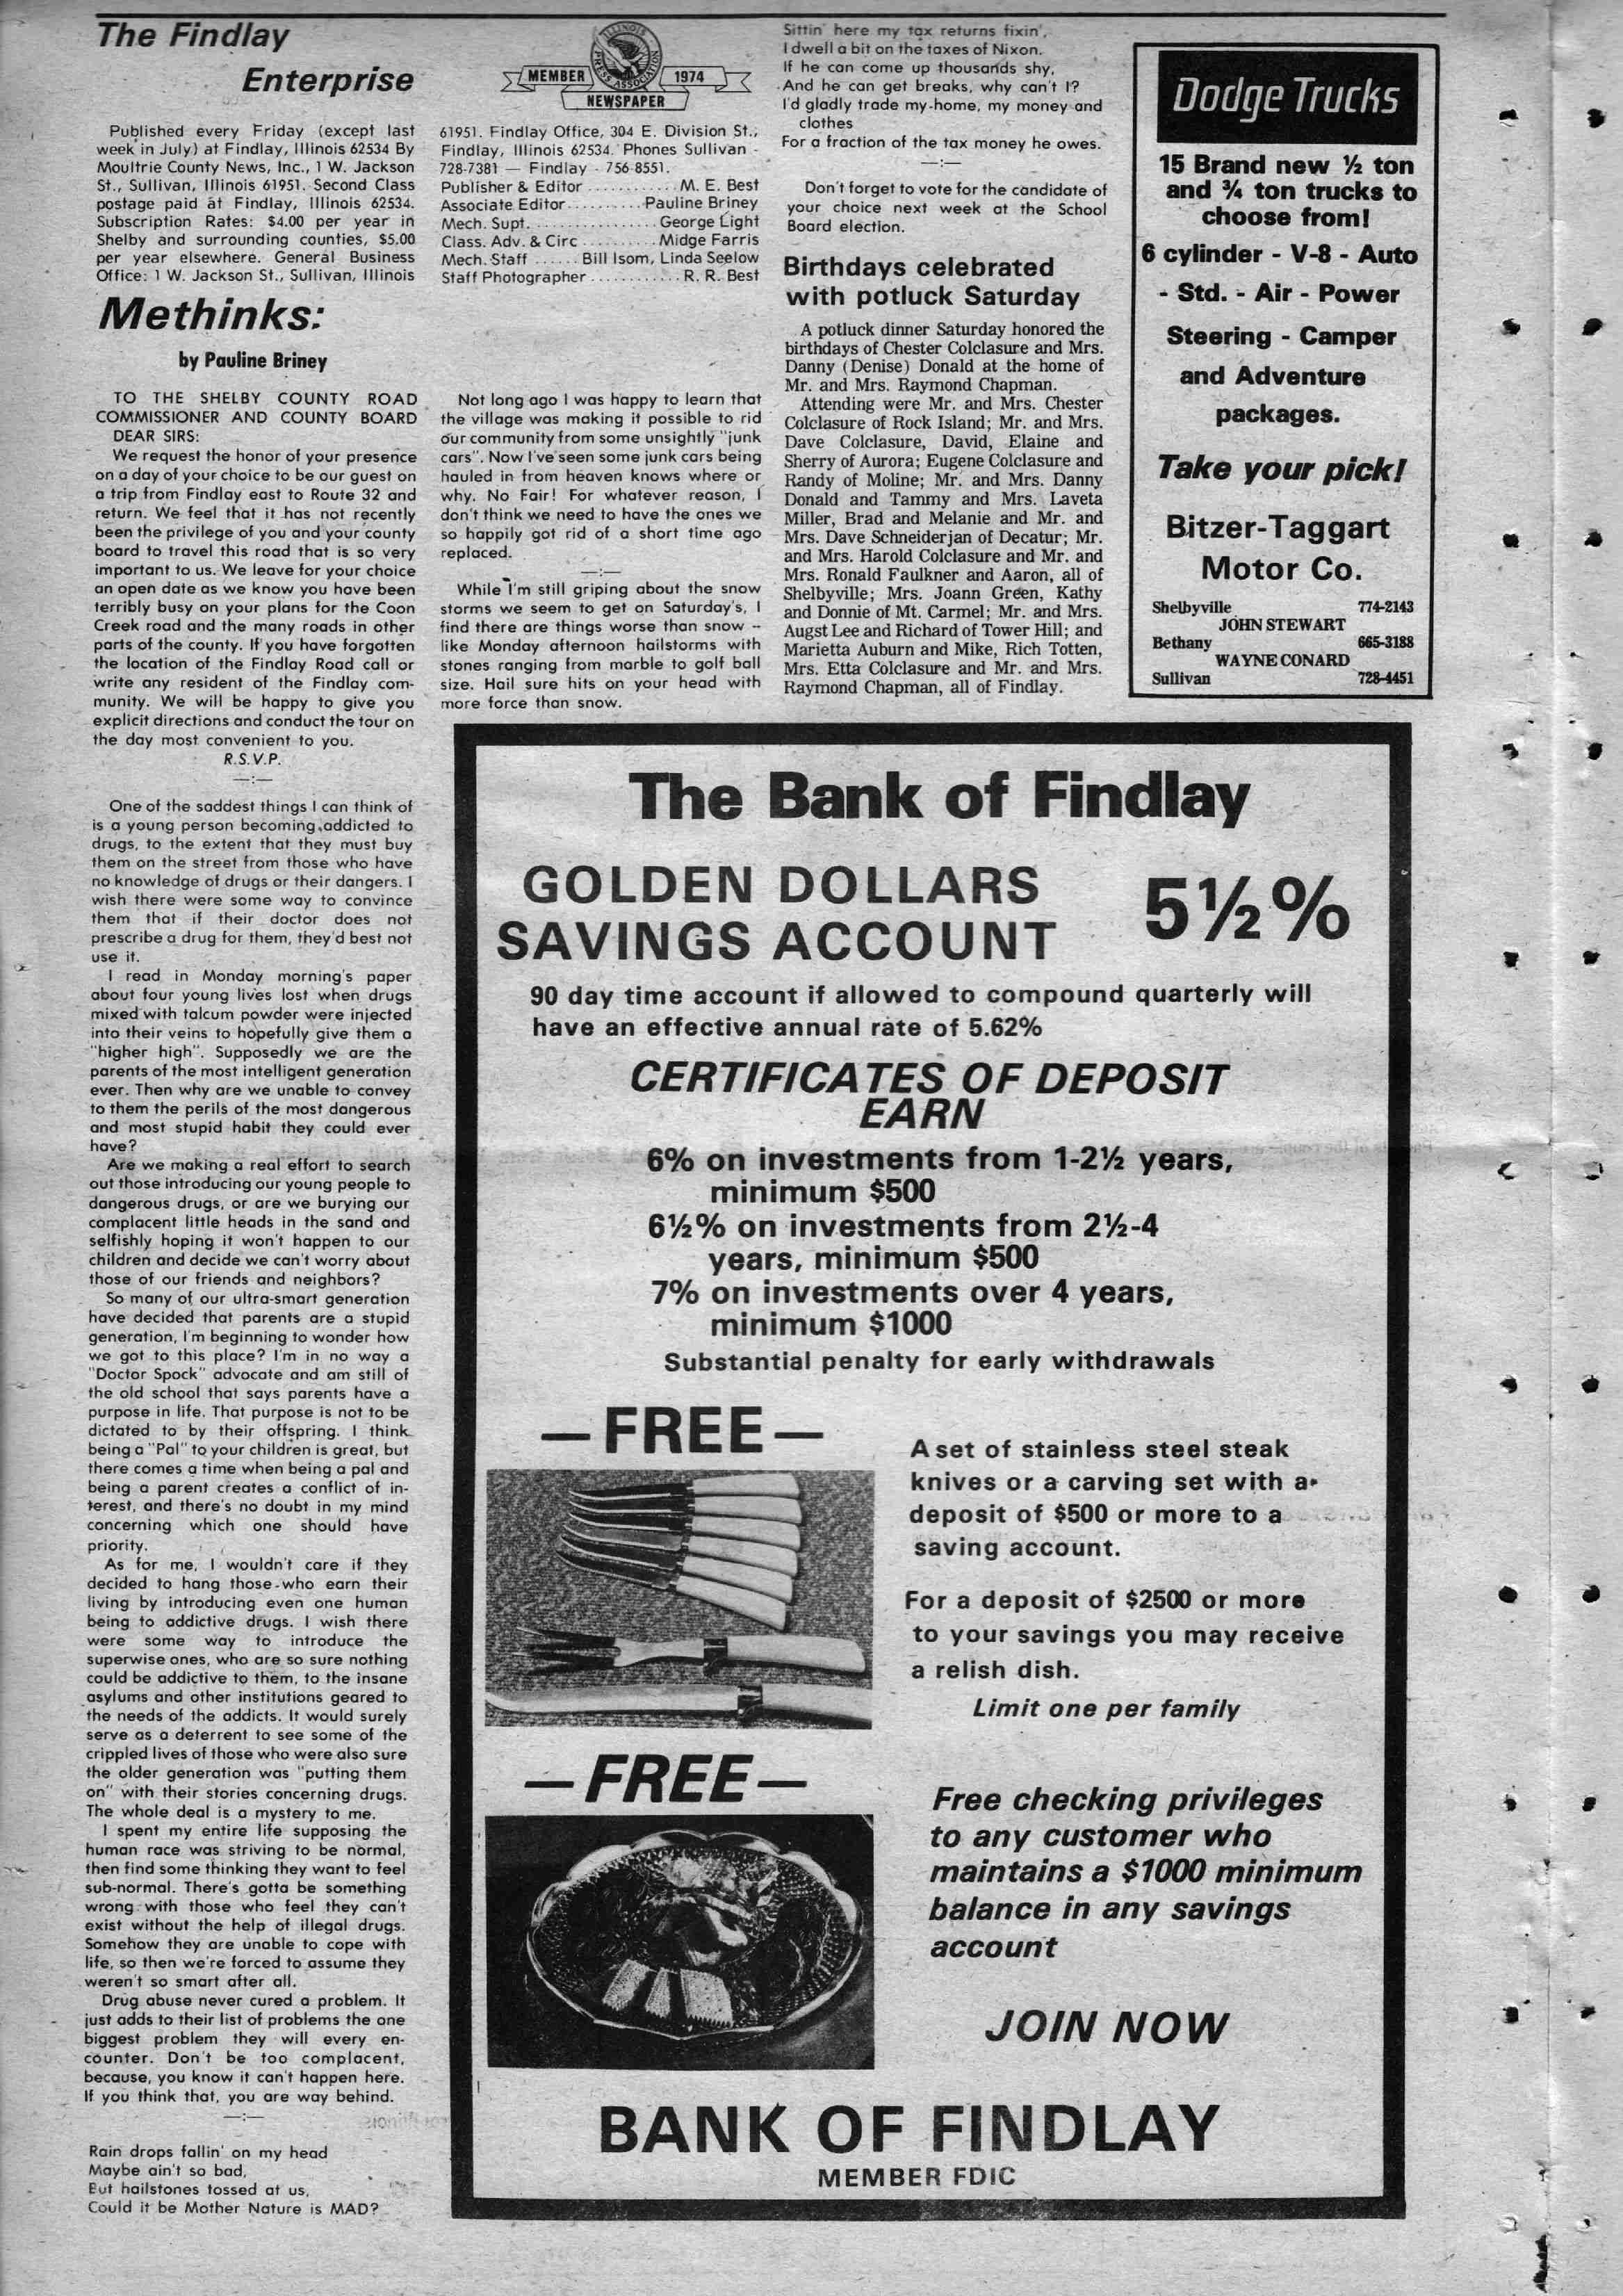 The Findlay
Enterprise
Published every Friday (except last
week in July) at Findlay, Illinois 62534 By
Moultrie County News, Inc., 1 W. Jackson
St., Sullivan, Illinois 61951. Second Class
postage paid at Findlay, Illinois 62534.
Subscription Rates: $4.00 per year in
Shelby and surrounding counties, $5.00
per year elsewhere. General Business
Office: 1 W. Jackson St., Sullivan, Illinois
ILLINOIS
PRESS ASSOCIATION
MEMBER 1974
NEWSPAPER
61951. Findlay Office, 304 E. Division St.,
Findlay, Illinois 62534. Phones Sullivan -
728-7381 — Findlay - 756-8551.
Publisher & Editor ........... M. E. Best
Associate Editor.......... Pauline Briney
Mech. Supt. ................ George Light
Class. Adv. & Circ .......... Midge Farris
Mech. Staff ...... Bill Isom, Linda Seelow
Staff Photographer ............ R. R. Best
Methinks:
by Pauline Briney
TO THE SHELBY COUNTY ROAD
COMMISSIONER AND COUNTY BOARD
DEAR SIRS:
We request the honor of your presence
on a day of your choice to be our guest on
a trip from Findlay east to Route 32 and
return. We feel that it has not recently
been the privilege of you and your county
board to travel this road that is so very
important to us. We leave for your choice
an open date as we know you have been
terribly busy on your plans for the Coon
Creek road and the many roads in other
parts of the county. If you have forgotten
the location of the Findlay Road call or
write any resident of the Findlay com-
munity. We will be happy to give you
explicit directions and conduct the tour on
the day most convenient to you.
R.S.V.P.
—:—
One of the saddest things I can think of
is a young person becoming addicted to
drugs, to the extent that they must buy
them on the street from those who have
no knowledge of drugs or their dangers. I
wish there were some way to convince
them that if their doctor does not
prescribe a drug for them, they'd best not
use it.
I read in Monday morning's paper
about four young lives lost when drugs
mixed with talcum powder were injected
into their veins to hopefully give them a
"higher high". Supposedly we are the
parents of the most intelligent generation
ever. Then why are we unable to convey
to them the perils of the most dangerous
and most stupid habit they could ever
have?
Are we making a real effort to search
out those introducing our young people to
dangerous drugs, or are we burying our
complacent little heads in the sand and
selfishly hoping it won't happen to our
children and decide we can't worry about
those of our friends and neighbors?
So many of our ultra-smart generation
have decided that parents are a stupid
generation, I'm beginning to wonder how
we got to this place? I'm in no way a
"Doctor Spock" advocate and am still of
the old school that says parents have a
purpose in life. That purpose is not to be
dictated to by their offspring. I think
being a "Pal" to your children is great, but
there comes a time when being a pal and
being a parent creates a conflict of in-
terest, and there's no doubt in my mind
concerning which one should have
priority.
As for me, I wouldn't care if they
decided to hang those who earn their
living by introducing even one human
being to addictive drugs. I wish there
were some way to introduce the
superwise ones, who are so sure nothing
could be addictive to them, to the insane
asylums and other institutions geared to
the needs of the addicts. It would surely
serve as a deterrent to see some of the
crippled lives of those who were also sure
the older generation was "putting them
on" with their stories concerning drugs.
The whole deal is a mystery to me.
I spent my entire life supposing the
human race was striving to be normal,
then find some thinking they want to feel
sub-normal. There's gotta be something
wrong with those who feel they can't
exist without the help of illegal drugs.
Somehow they are unable to cope with
life, so then we're forced to assume they
weren't so smart after all.
Drug abuse never cured a problem. It
just adds to their list of problems the one
biggest problem they will every en-
counter. Don't be too complacent,
because, you know it can't happen here.
If you think that, you are way behind.
—:—
Rain drops fallin' on my head
Maybe ain't so bad,
But hailstones tossed at us,
Could it be Mother Nature is MAD?
Not long ago I was happy to learn that
the village was making it possible to rid
our community from some unsightly "junk
cars". Now I've seen some junk cars being
hauled in from heaven knows where or
why. No Fair! For whatever reason, I
don't think we need to have the ones we
so happily got rid of a short time ago
replaced.
—:—
While I'm still griping about the snow
storms we seem to get on Saturday's, I
find there are things worse than snow --
like Monday afternoon hailstorms with
stones ranging from marble to golf ball
size. Hail sure hits on your head with
more force than snow.
Sittin' here my tax returns fixin',
I dwell a bit on the taxes of Nixon.
If he can come up thousands shy,
And he can get breaks, why can't I?
I'd gladly trade my home, my money and
clothes
For a fraction of the tax money he owes.
—:—
Don't forget to vote for the candidate of
your choice next week at the School
Board election.
Birthdays celebrated
with potluck Saturday
A potluck dinner Saturday honored the
birthdays of Chester Colclasure and Mrs.
Danny (Denise) Donald at the home of
Mr. and Mrs. Raymond Chapman.
Attending were Mr. and Mrs. Chester
Colclasure of Rock Island; Mr. and Mrs.
Dave Colclasure, David, Elaine and
Sherry of Aurora; Eugene Colclasure and
Randy of Moline; Mr. and Mrs. Danny
Donald and Tammy and Mrs. Laveta
Miller, Brad and Melanie and Mr. and
Mrs. Dave Schneiderjan of Decatur; Mr.
and Mrs. Harold Colclasure and Mr. and
Mrs. Ronald Faulkner and Aaron, all of
Shelbyville; Mrs. Joann Green, Kathy
and Donnie of Mt. Carmel; Mr. and Mrs.
Augst Lee and Richard of Tower Hill; and
Marietta Auburn and Mike, Rich Totten,
Mrs. Etta Colclasure and Mr. and Mrs.
Raymond Chapman, all of Findlay.
Dodge Trucks
15 Brand new ½ ton
and ¾ ton trucks to
choose from!
6 cylinder - V-8 - Auto
- Std. - Air - Power
Steering - Camper
and Adventure
packages.
Take your pick!
Bitzer-Taggart
Motor Co.
Shelbyville 774-2143
JOHN STEWART
Bethany 665-3188
WAYNE CONARD
Sullivan 728-4451
The Bank of Findlay
GOLDEN DOLLARS
SAVINGS ACCOUNT
5½%
90 day time account if allowed to compound quarterly will
have an effective annual rate of 5.62%
CERTIFICATES OF DEPOSIT
EARN
6% on investments from 1-2½ years,
minimum $500
6½% on investments from 2½-4
years, minimum $500
7% on investments over 4 years,
minimum $1000
Substantial penalty for early withdrawals
—FREE—
A set of stainless steel steak
knives or a carving set with a
deposit of $500 or more to a
saving account.
For a deposit of $2500 or more
to your savings you may receive
a relish dish.
Limit one per family
—FREE—
Free checking privileges
to any customer who
maintains a $1000 minimum
balance in any savings
account
JOIN NOW
BANK OF FINDLAY
MEMBER FDIC